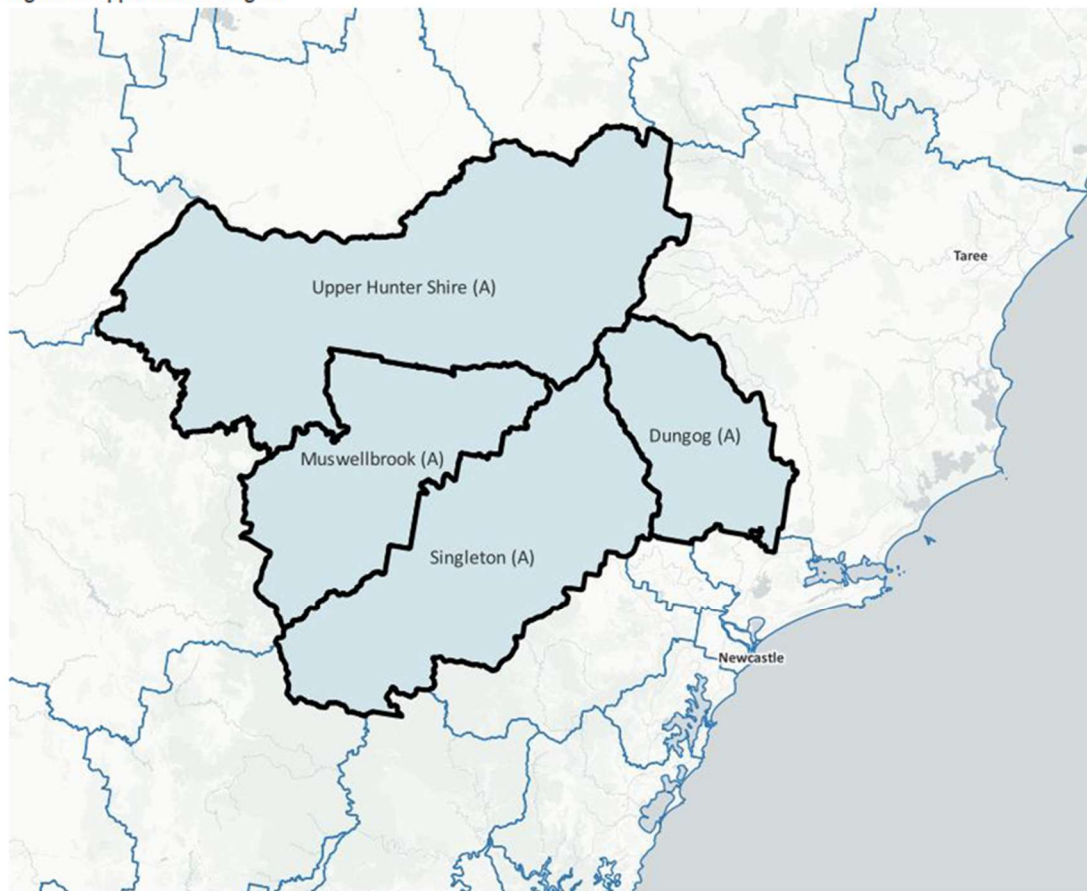 Upper Hunter Shire (A)
Taree
Dungog (A)
Muswellbrook (A)
Singleton (A)
Newcastle